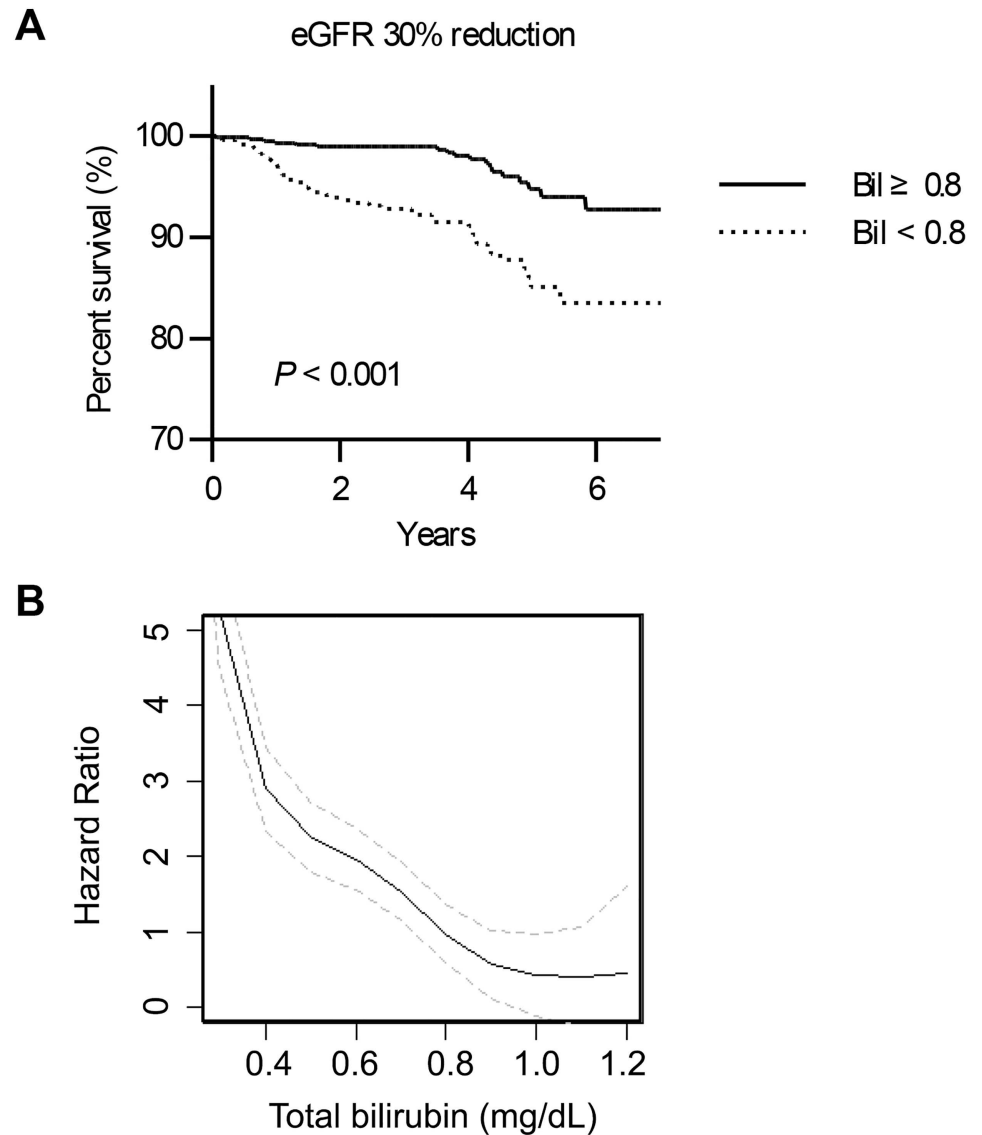 A
eGFR 30% reduction
Percent survival (%)
100
90
80
70
P < 0.001
0 2 4 6
Years
Bil ≥ 0.8
Bil < 0.8
B
Hazard Ratio
5
4
3
2
1
0
0.4 0.6 0.8 1.0 1.2
Total bilirubin (mg/dL)